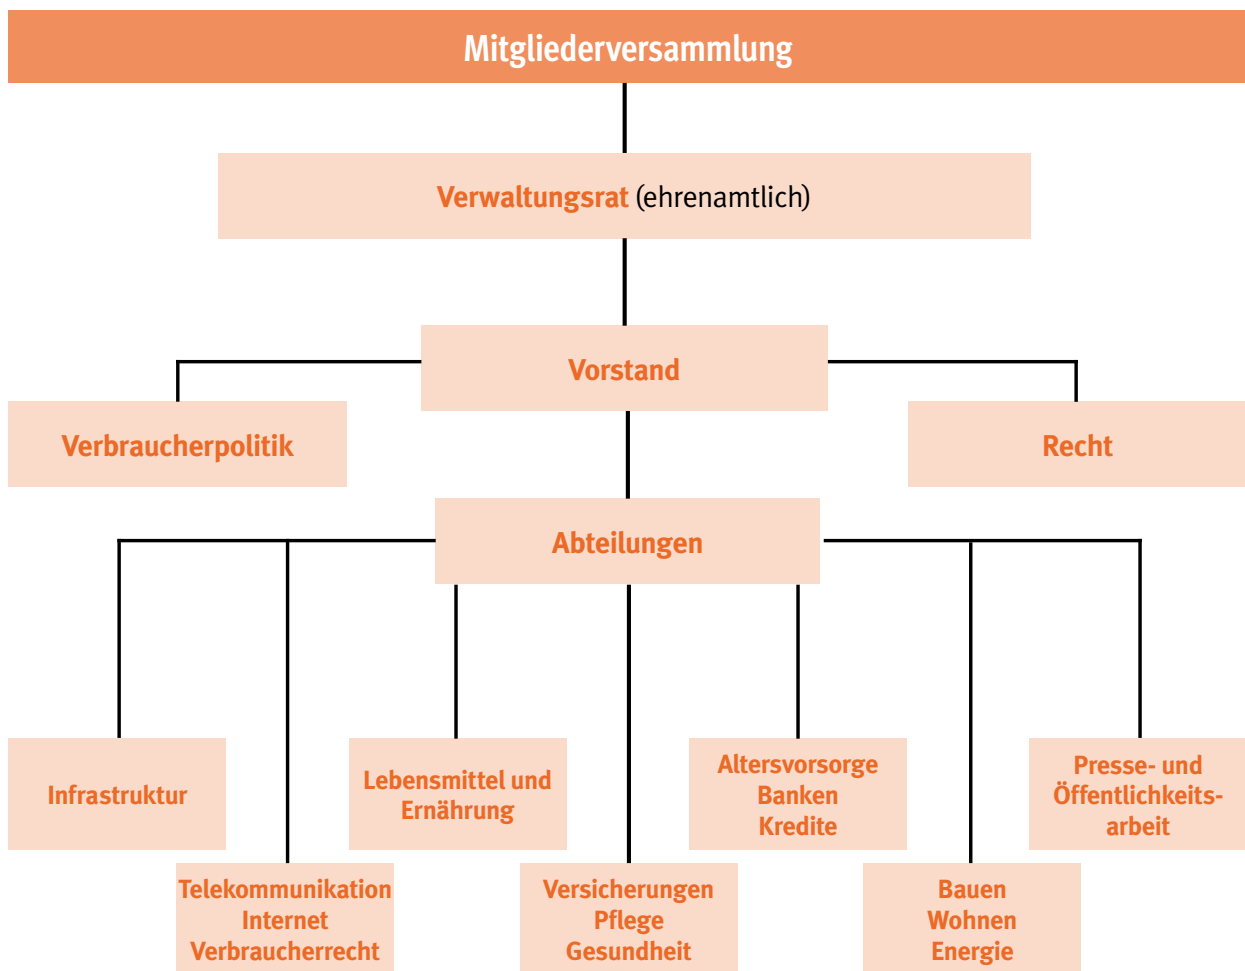 Mitgliederversammlung
Verwaltungsrat (ehrenamtlich)
Vorstand
Verbraucherpolitik
Recht
Abteilungen
Infrastruktur
Lebensmittel und
Ernährung
Altersvorsorge
Banken
Kredite
Presse- und
Öffentlichkeits-
arbeit
Telekommunikation
Internet
Verbraucherrecht
Versicherungen
Pflege
Gesundheit
Bauen
Wohnen
Energie